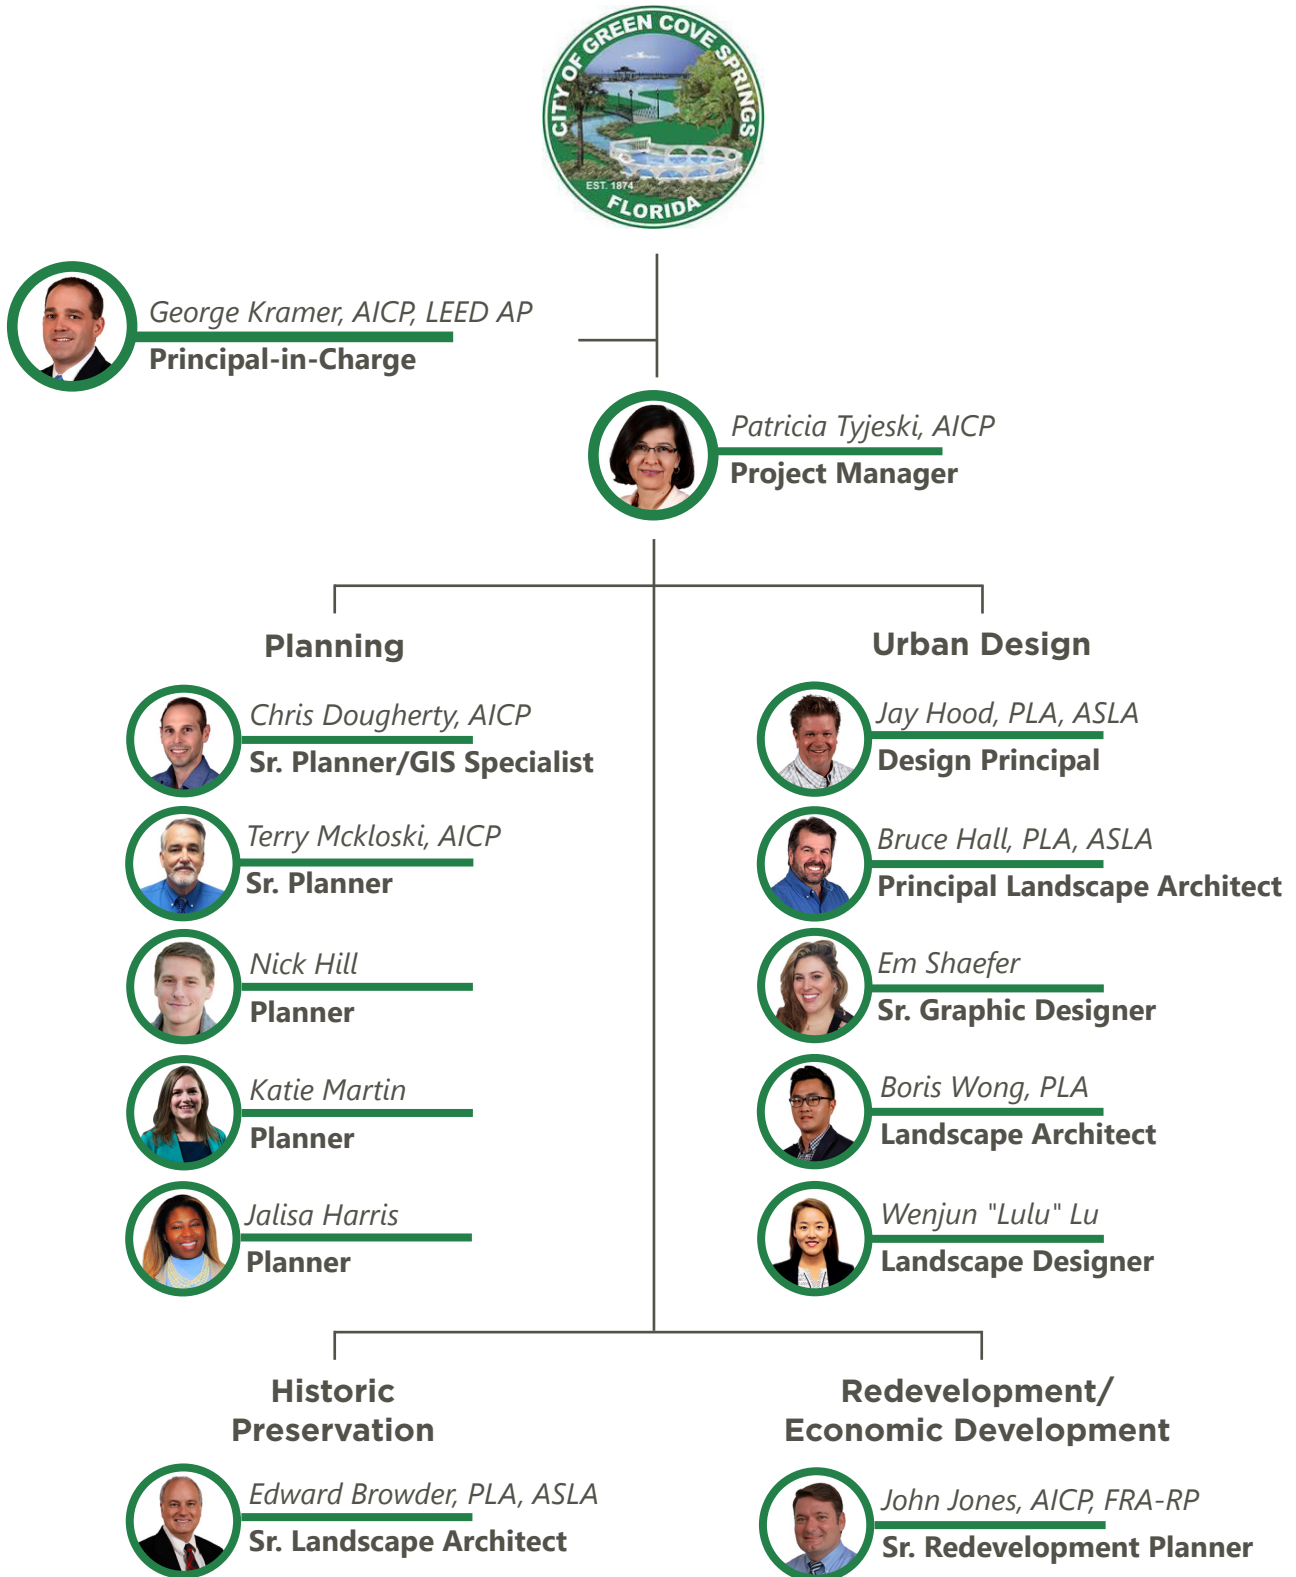 CITY OF GREEN COVE SPRINGS
EST. 1874
FLORIDA
George Kramer, AICP, LEED AP
Principal-in-Charge
Patricia Tyjeski, AICP
Project Manager
Planning
Chris Dougherty, AICP
Sr. Planner/GIS Specialist
Terry Mckloski, AICP
Sr. Planner
Nick Hill
Planner
Katie Martin
Planner
Jalisa Harris
Planner
Urban Design
Jay Hood, PLA, ASLA
Design Principal
Bruce Hall, PLA, ASLA
Principal Landscape Architect
Em Shaefer
Sr. Graphic Designer
Boris Wong, PLA
Landscape Architect
Wenjun "Lulu" Lu
Landscape Designer
Historic
Preservation
Edward Browder, PLA, ASLA
Sr. Landscape Architect
Redevelopment/
Economic Development
John Jones, AICP, FRA-RP
Sr. Redevelopment Planner